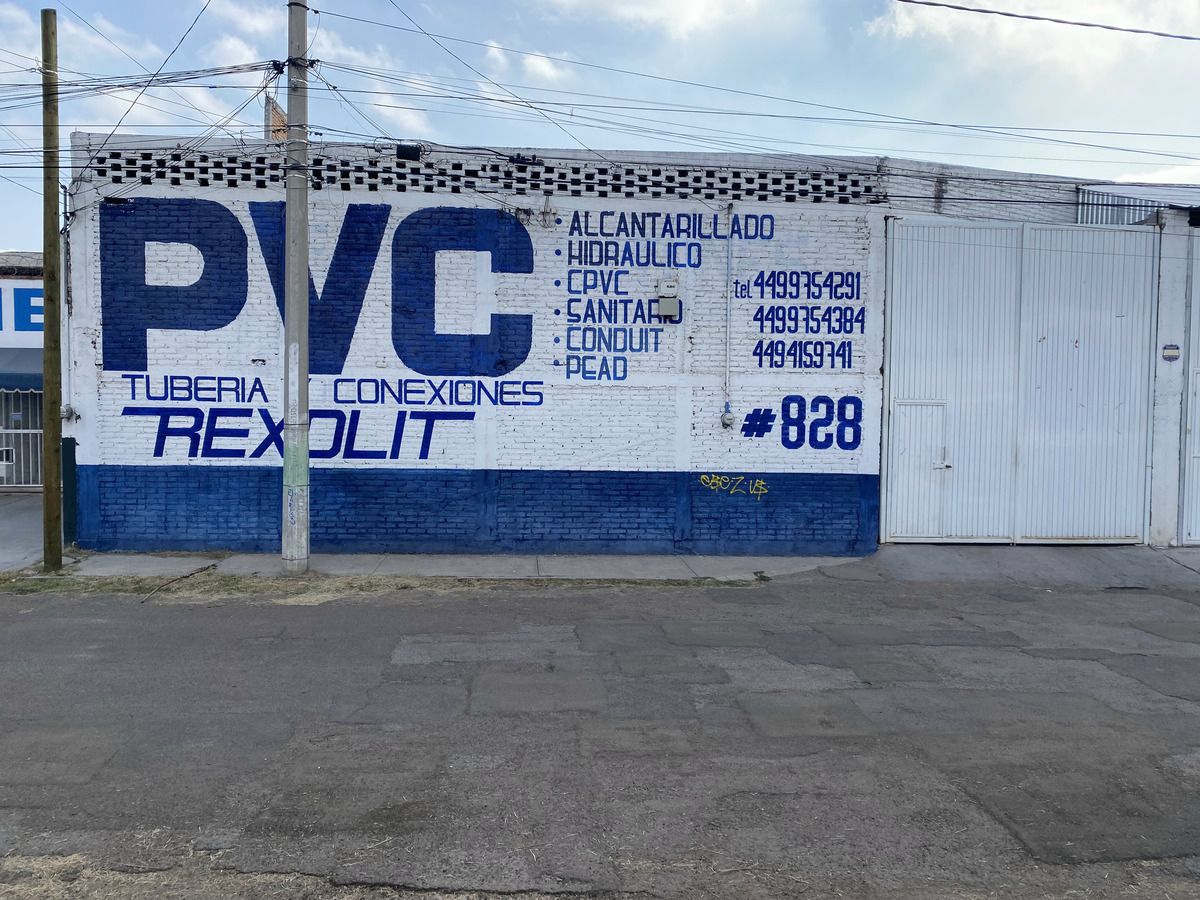 PVC
TUBERIA Y CONEXIONES
REXOLIT
• ALCANTARILLADO
• HIDRAULICO
• CPVC
• SANITARIO
• CONDUIT
• PEAD
tel 4499754291
4499754384
4494159741
#828